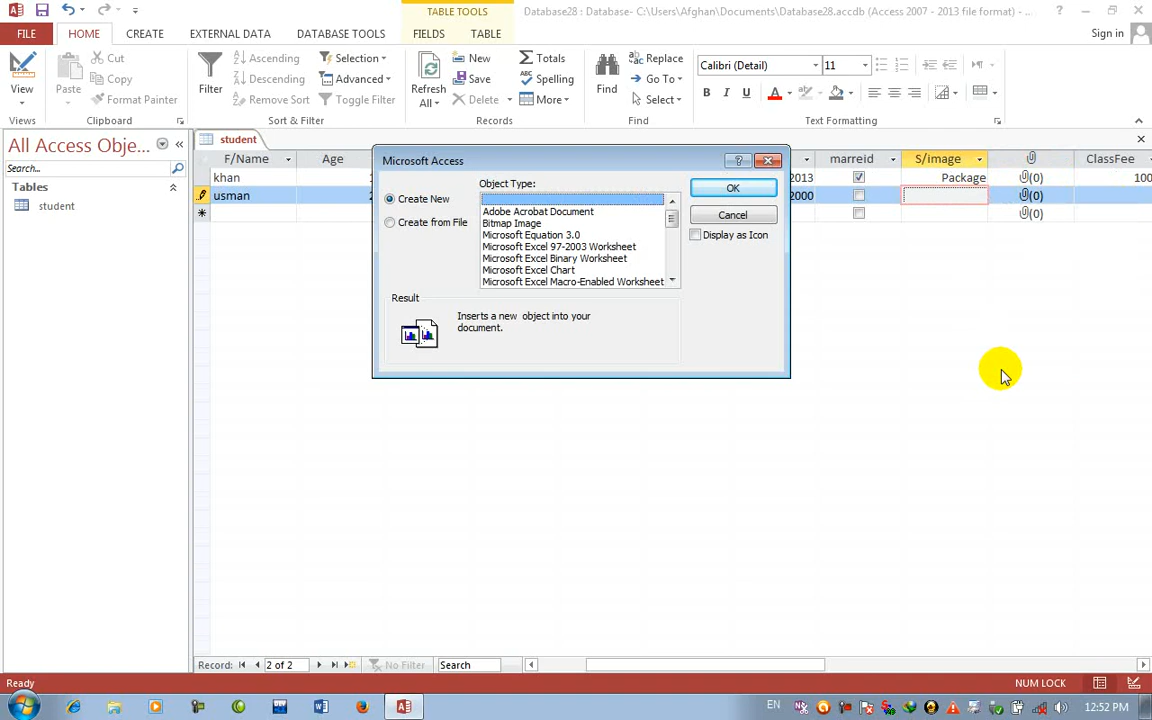 TABLE TOOLS
Database28 : Database- C:\Users\Afghan\Documents\Database28.accdb (Access 2007 - 2013 file format) - ...
FILE HOME CREATE EXTERNAL DATA DATABASE TOOLS FIELDS TABLE Sign in
View
Views
Paste
Cut
Copy
Format Painter
Clipboard
Filter
Ascending
Descending
Remove Sort
Selection
Advanced
Toggle Filter
Sort & Filter
Refresh
All
New
Save
Delete
Totals
Spelling
More
Records
Find
Replace
Go To
Select
Find
Calibri (Detail) 11
B I U A
Text Formatting
All Access Obje...
Search...
Tables
student
student
F/Name Age marreid S/image ClassFee
khan 1 2013 Package (0) 100
usman 2 2000 (0)
(0)
Microsoft Access
Object Type:
Create New
Create from File
Adobe Acrobat Document
Bitmap Image
Microsoft Equation 3.0
Microsoft Excel 97-2003 Worksheet
Microsoft Excel Binary Worksheet
Microsoft Excel Chart
Microsoft Excel Macro-Enabled Worksheet
OK
Cancel
Display as Icon
Result
Inserts a new object into your
document.
Record: 2 of 2 No Filter Search
Ready NUM LOCK
EN 12:52 PM